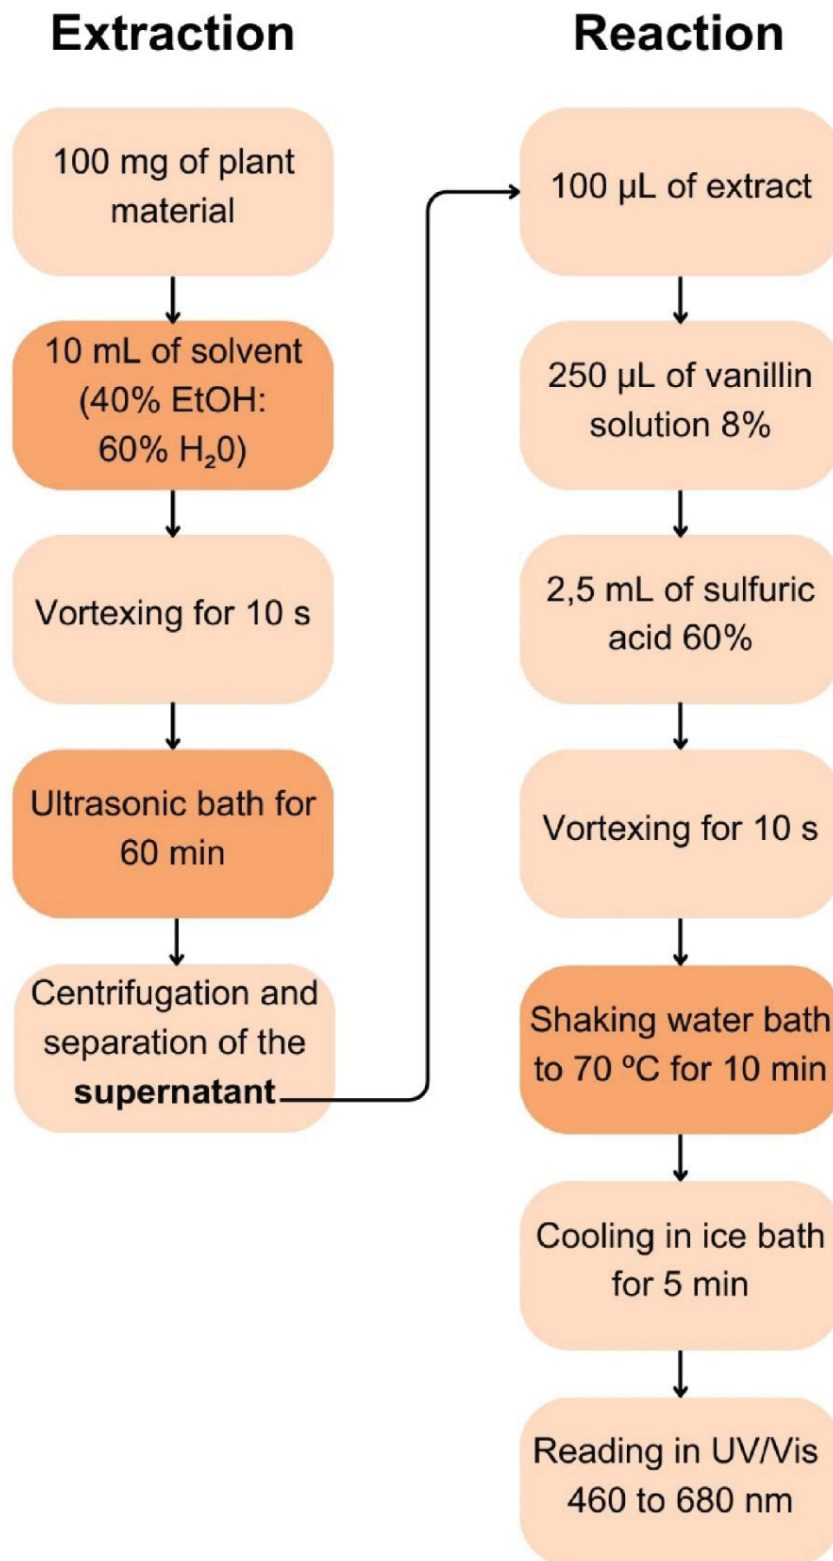 Extraction
100 mg of plant
material
10 mL of solvent
(40% EtOH:
60% H₂0)
Vortexing for 10 s
Ultrasonic bath for
60 min
Centrifugation and
separation of the
supernatant
Reaction
100 µL of extract
250 µL of vanillin
solution 8%
2,5 mL of sulfuric
acid 60%
Vortexing for 10 s
Shaking water bath
to 70 ºC for 10 min
Cooling in ice bath
for 5 min
Reading in UV/Vis
460 to 680 nm